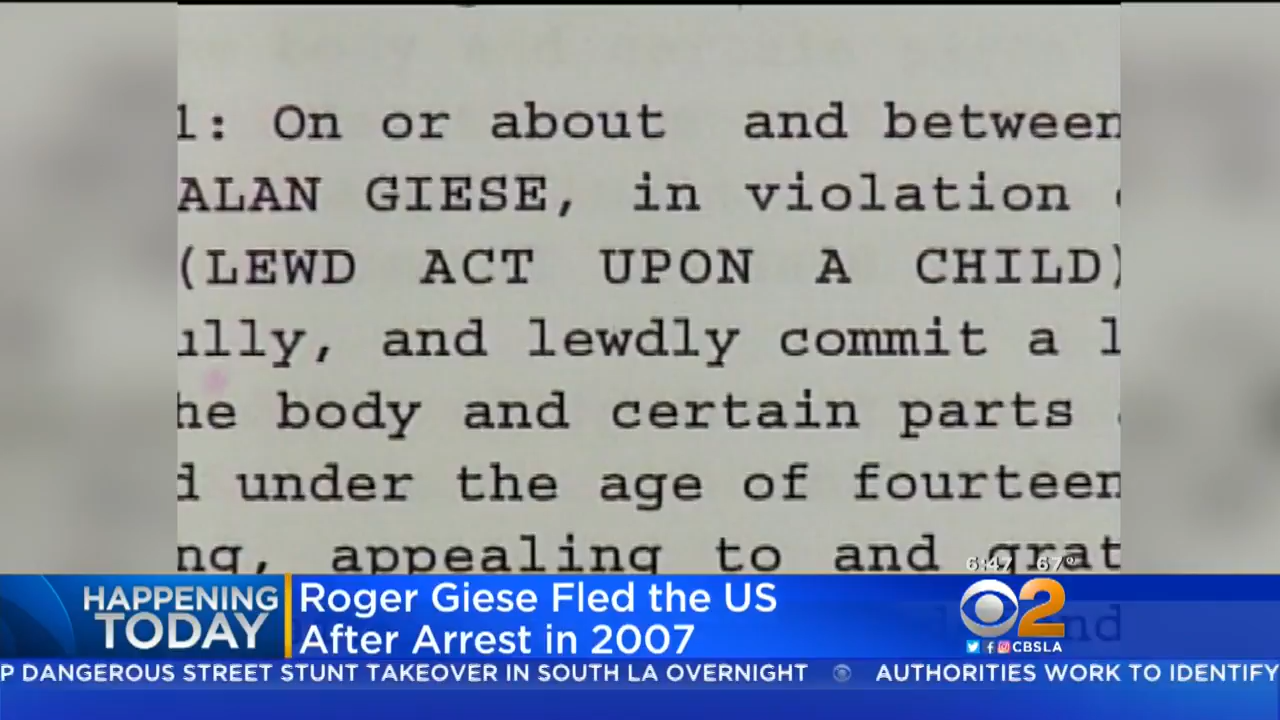 1: On or about and between
ALAN GIESE, in violation
(LEWD ACT UPON A CHILD)
ully, and lewdly commit a l
he body and certain parts
d under the age of fourteen
ng, appealing to and grat
6:47 67°
HAPPENING
TODAY
Roger Giese Fled the US
After Arrest in 2007
2
CBSLA
P DANGEROUS STREET STUNT TAKEOVER IN SOUTH LA OVERNIGHT AUTHORITIES WORK TO IDENTIFY